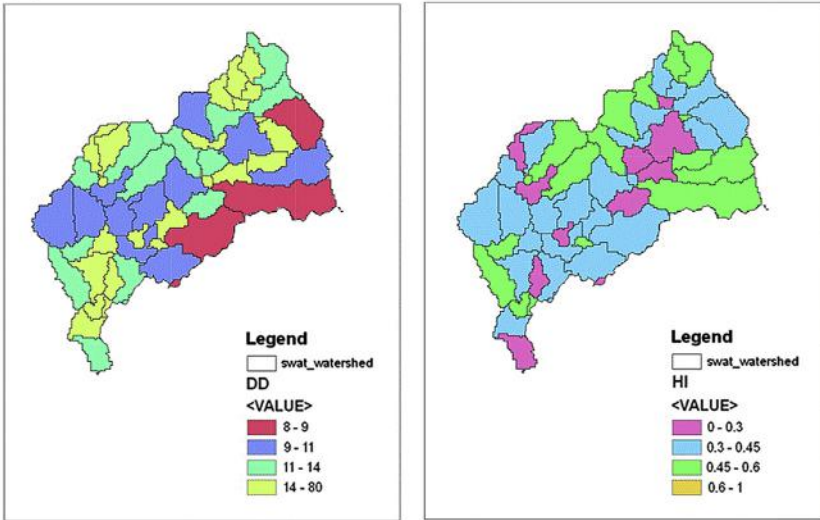 Legend
swat_watershed
DD
<VALUE>
8 - 9
9 - 11
11 - 14
14 - 80
Legend
swat_watershed
HI
<VALUE>
0 - 0.3
0.3 - 0.45
0.45 - 0.6
0.6 - 1